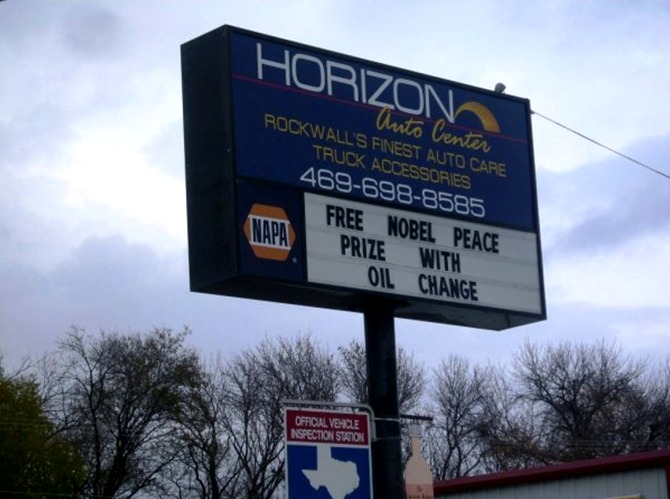 HORIZON
Auto Center
ROCKWALL'S FINEST AUTO CARE
TRUCK ACCESSORIES
469-698-8585
NAPA
FREE NOBEL PEACE
PRIZE WITH
OIL CHANGE
OFFICIAL VEHICLE
INSPECTION STATION